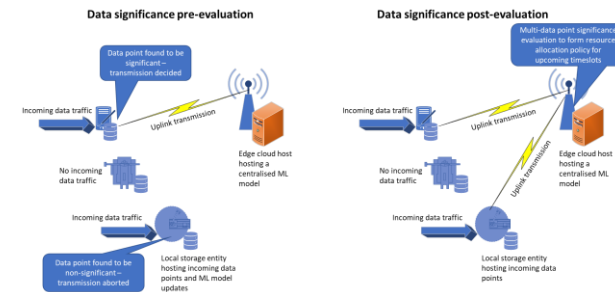 Data significance pre-evaluation
Data point found to be
significant –
transmission decided
Incoming data traffic
Uplink transmission
No incoming
data traffic
Edge cloud host
hosting a
centralised ML
model
Incoming data traffic
Data point found to be
non-significant –
transmission aborted
Local storage entity
hosting incoming data
points and ML model
updates
Data significance post-evaluation
Multi-data point significance
evaluation to form resource
allocation policy for
upcoming timeslots
Incoming data traffic
Uplink transmission
No incoming
data traffic
Uplink transmission
Edge cloud host
hosting a
centralised ML
model
Incoming data traffic
Local storage entity
hosting incoming data
points